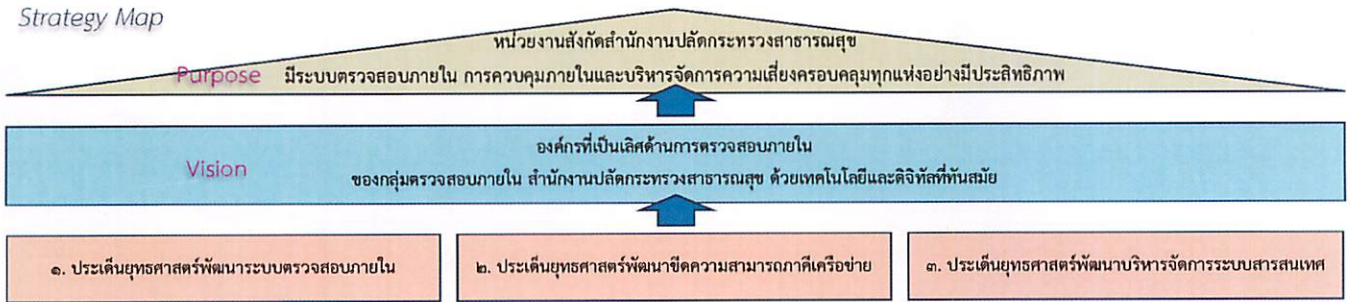 Strategy Map
หน่วยงานสังกัดสำนักงานปลัดกระทรวงสาธารณสุข
Purpose มีระบบตรวจสอบภายใน การควบคุมภายในและบริหารจัดการความเสี่ยงครอบคลุมทุกแห่งอย่างมีประสิทธิภาพ
องค์กรที่เป็นเลิศด้านการตรวจสอบภายใน
Vision
ของกลุ่มตรวจสอบภายใน สำนักงานปลัดกระทรวงสาธารณสุข ด้วยเทคโนโลยีและดิจิทัลที่ทันสมัย
๑. ประเด็นยุทธศาสตร์พัฒนาระบบตรวจสอบภายใน
๒. ประเด็นยุทธศาสตร์พัฒนาขีดความสามารถภาคีเครือข่าย
๓. ประเด็นยุทธศาสตร์พัฒนาบริหารจัดการระบบสารสนเทศ